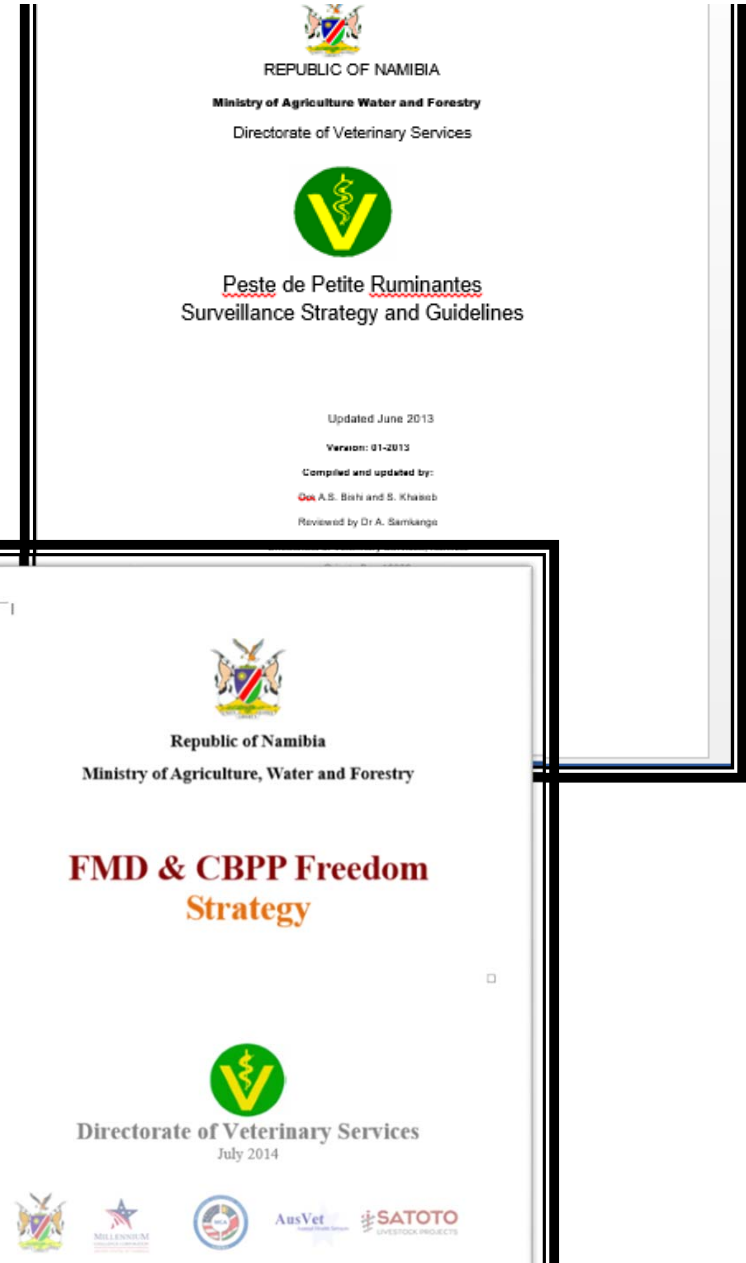 REPUBLIC OF NAMIBIA
Ministry of Agriculture Water and Forestry
Directorate of Veterinary Services
V
Peste de Petite Ruminantes
Surveillance Strategy and Guidelines
Updated June 2013
Version: 01-2013
Compiled and updated by:
A.S. Bishi and S. Khaiseb
Reviewed by Dr A. Samkange
Republic of Namibia
Ministry of Agriculture, Water and Forestry
FMD & CBPP Freedom
Strategy
V
Directorate of Veterinary Services
July 2014
MILLENNIUM
MCA
AusVet
SATOTO
LIVESTOCK PROJECTS